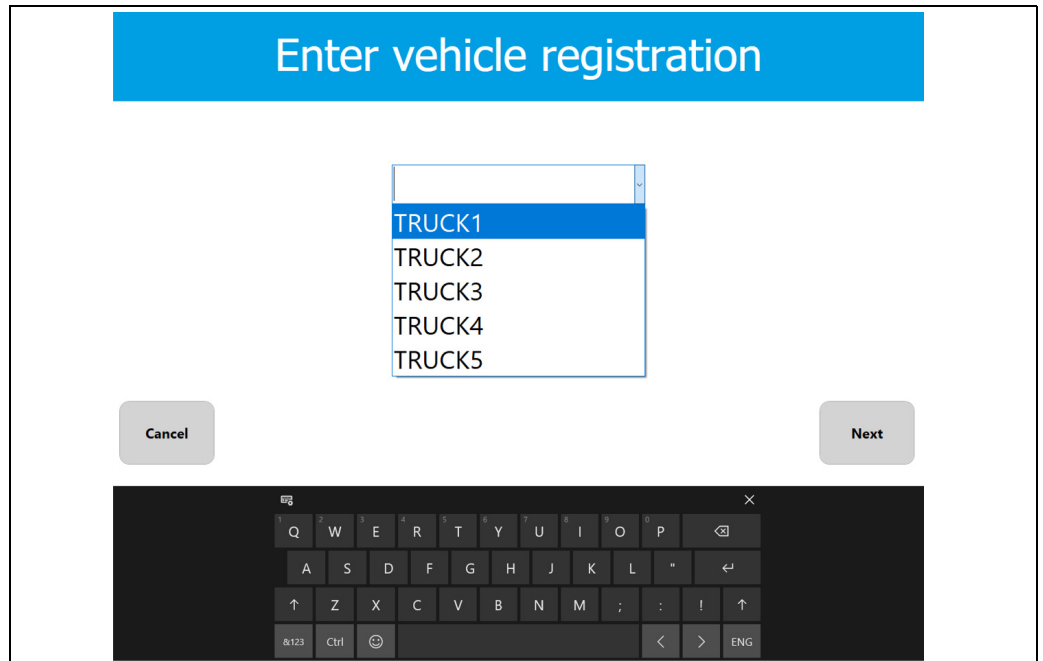 Enter vehicle registration
TRUCK1
TRUCK2
TRUCK3
TRUCK4
TRUCK5
Cancel
Next
1 Q 2 W 3 E 4 R 5 T 6 Y 7 U 8 I 9 O 0 P
A S D F G H J K L "
Z X C V B N M ; : !
&123 Ctrl < > ENG